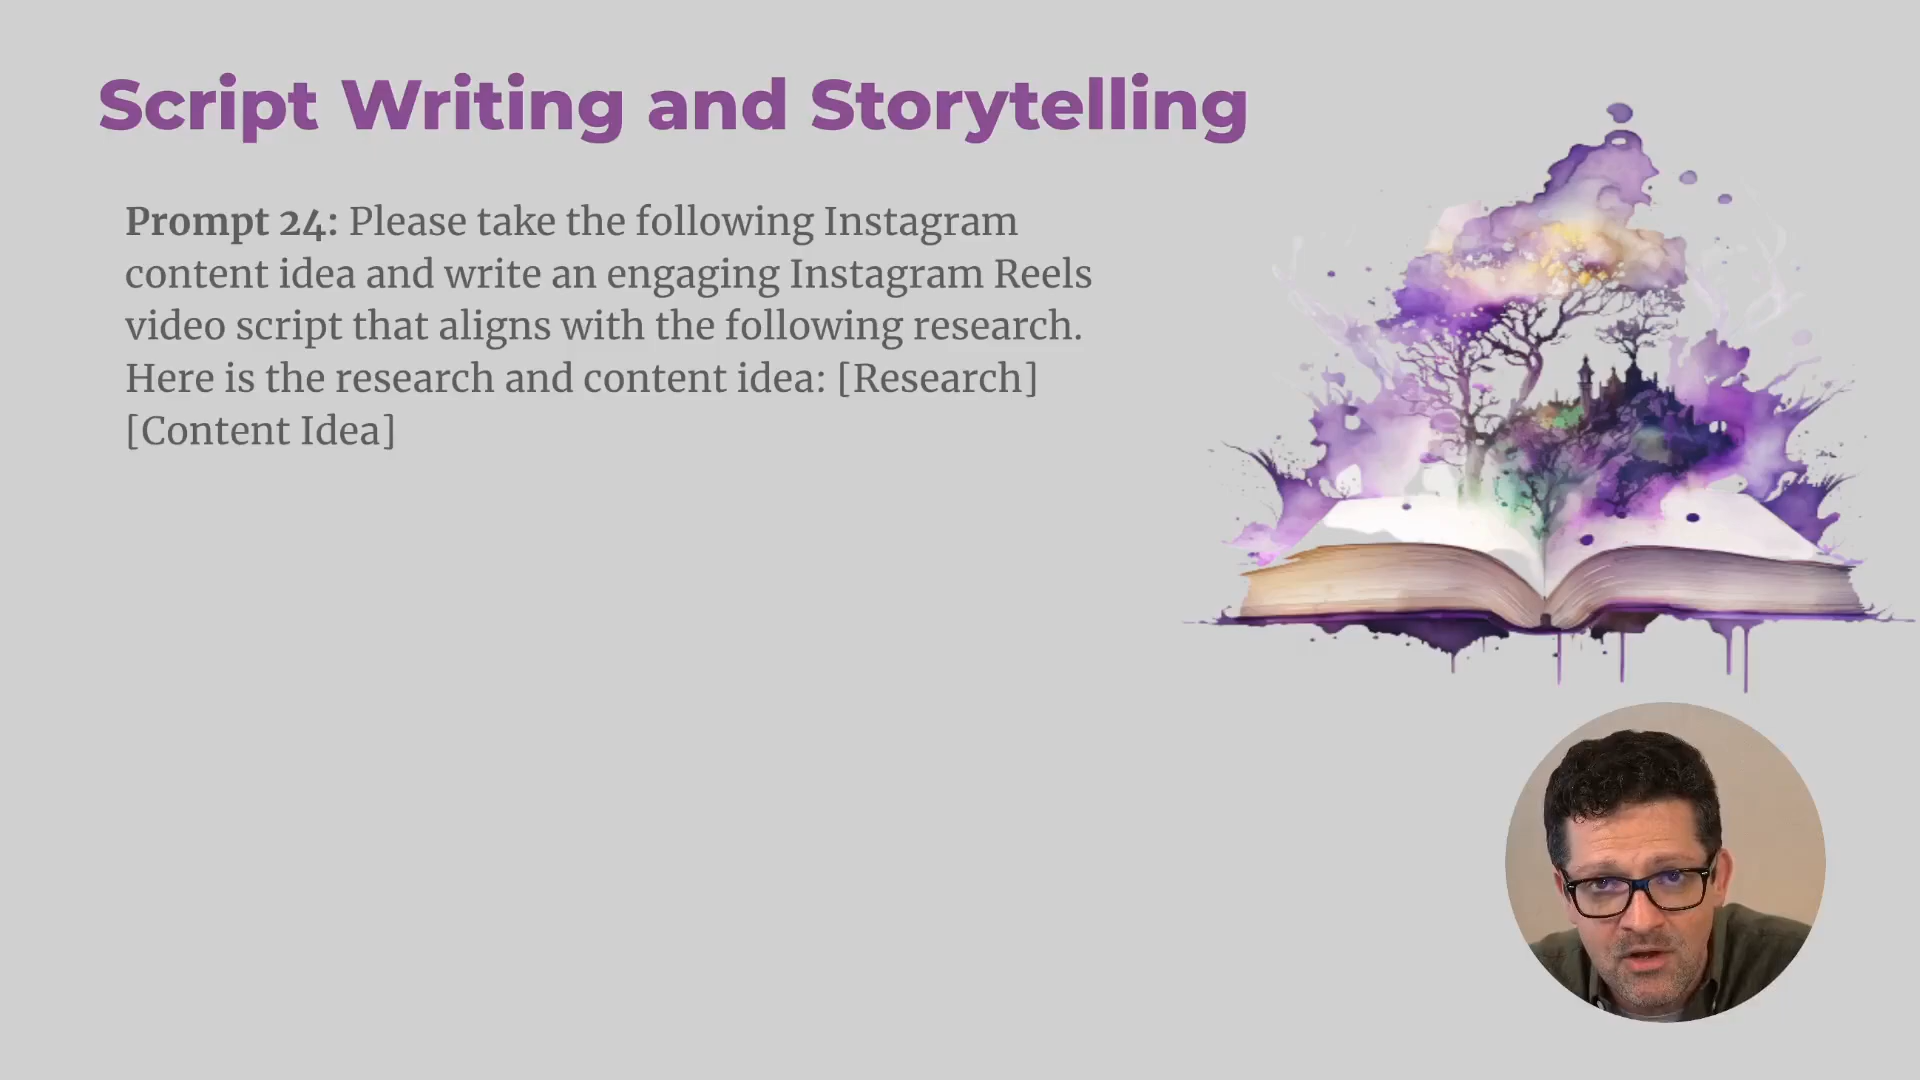 Script Writing and Storytelling
Prompt 24: Please take the following Instagram
content idea and write an engaging Instagram Reels
video script that aligns with the following research.
Here is the research and content idea: [Research]
[Content Idea]